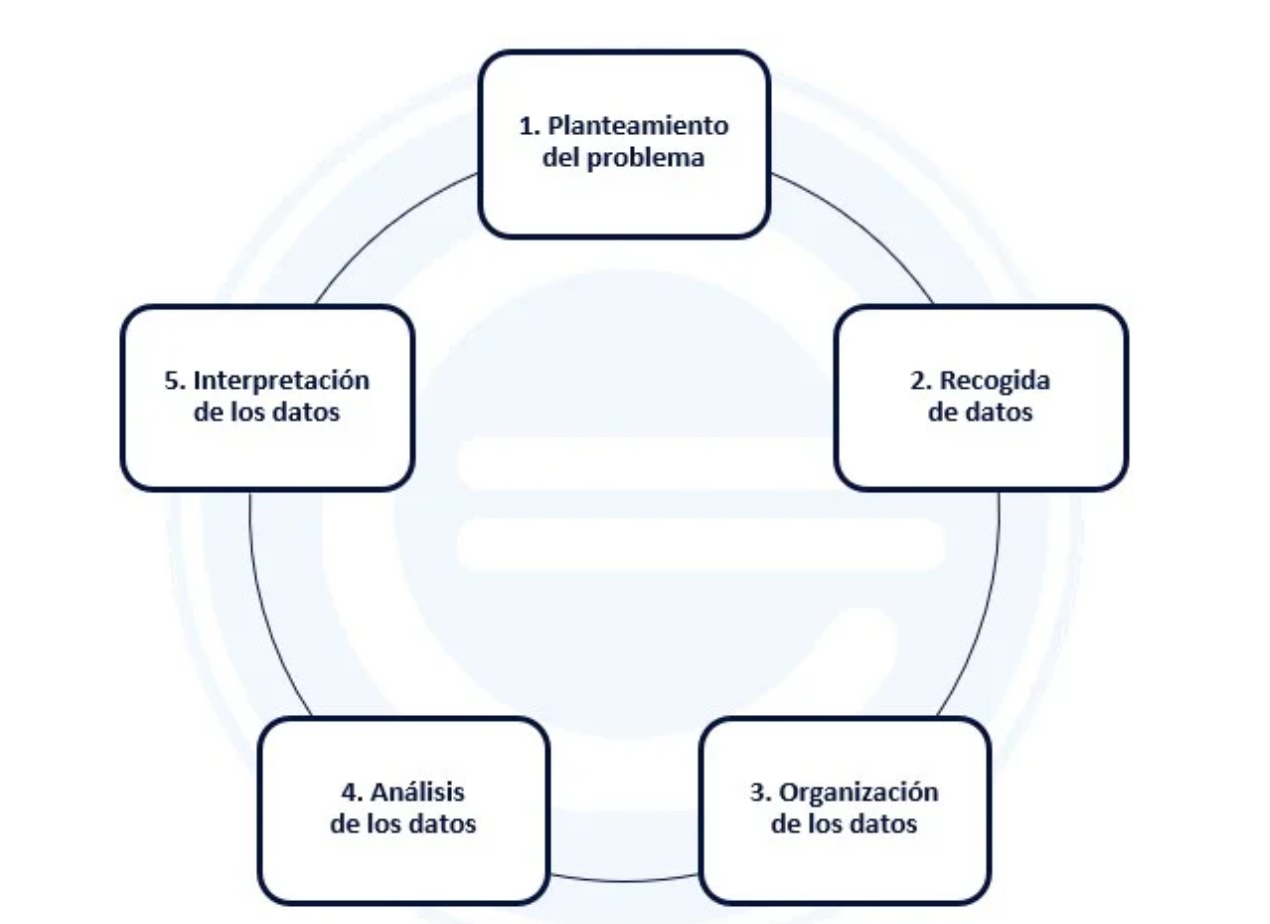 1. Planteamiento
del problema
2. Recogida
de datos
3. Organización
de los datos
4. Análisis
de los datos
5. Interpretación
de los datos